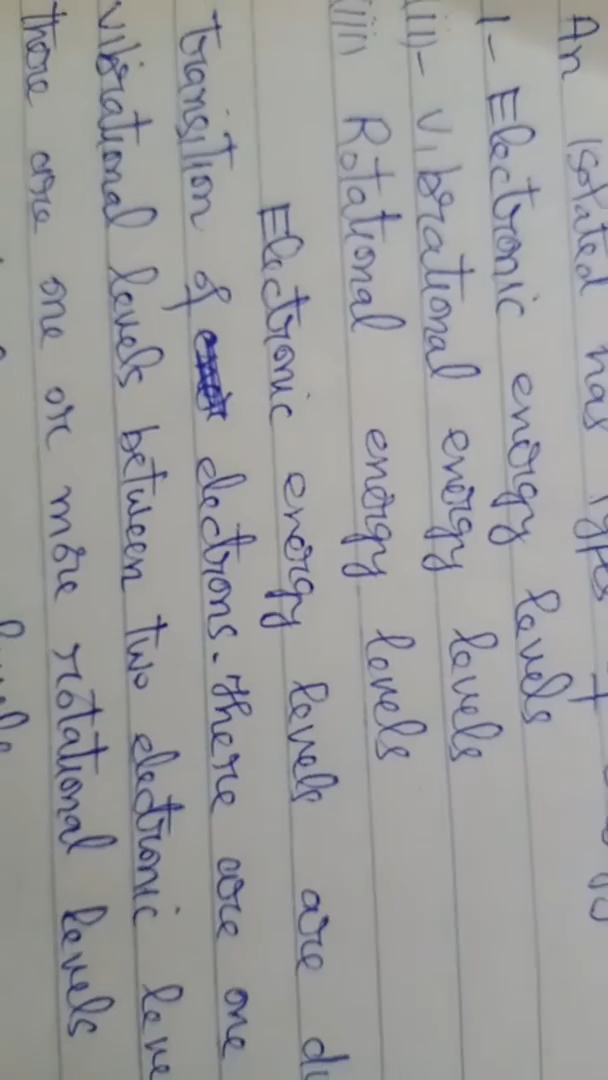 An isolated has types
1- Electronic energy levels
(ii)- Vibrational energy levels
(iii) Rotational energy levels
Electronic energy levels are
transition of electrons. There are one
vibrational levels between two electronic
there are one or more rotational levels